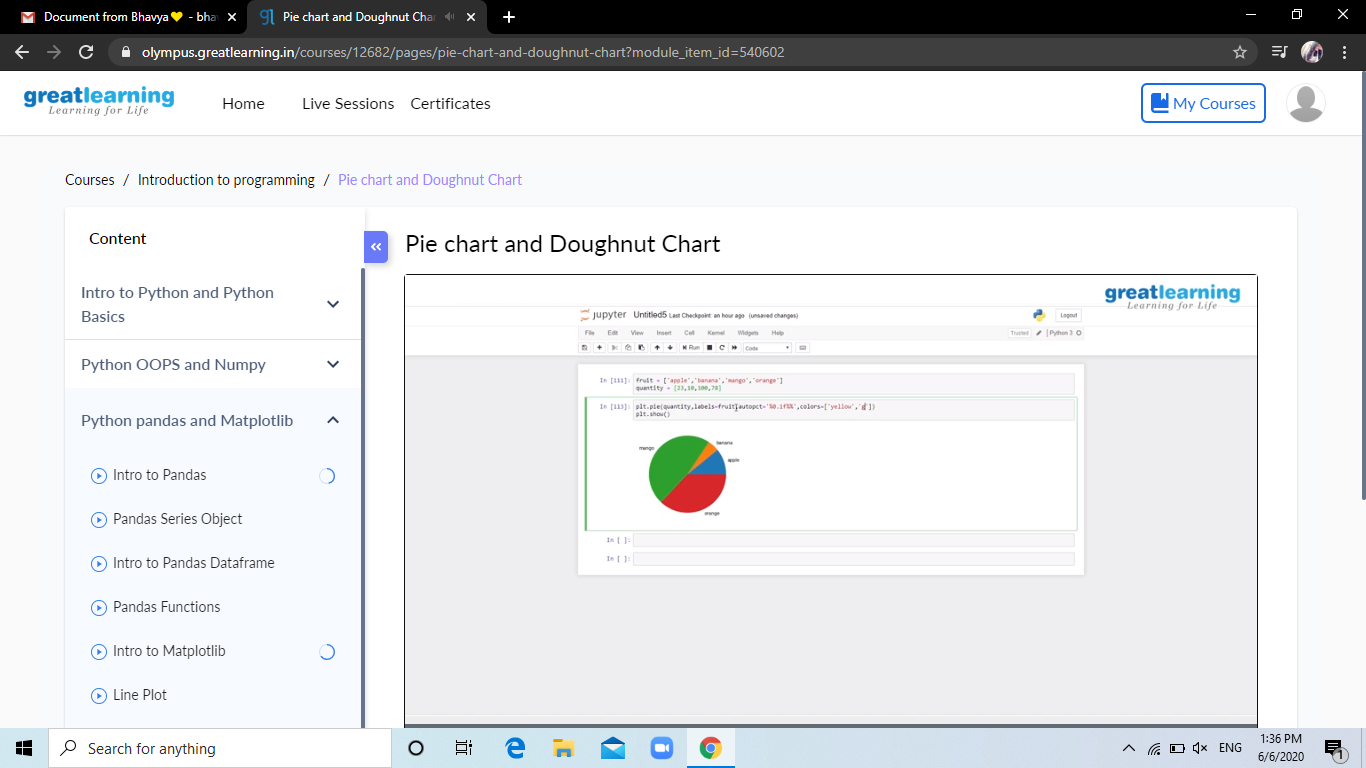 Document from Bhavya💛 - bha
Pie chart and Doughnut Cha
olympus.greatlearning.in/courses/12682/pages/pie-chart-and-doughnut-chart?module_item_id=540602
greatlearning
Learning for Life
Home
Live Sessions
Certificates
My Courses
Courses / Introduction to programming / Pie chart and Doughnut Chart
Content
Intro to Python and Python
Basics
Python OOPS and Numpy
Python pandas and Matplotlib
Intro to Pandas
Pandas Series Object
Intro to Pandas Dataframe
Pandas Functions
Intro to Matplotlib
Line Plot
Pie chart and Doughnut Chart
greatlearning
Learning for Life
jupyter Untitled5 Last Checkpoint: an hour ago (unsaved changes)
Logout
File Edit View Insert Cell Kernel Widgets Help
Trusted Python 3
Run Code
In [111]: fruit = ['apple','banana','mango','orange']
quantity = [23,10,100,78]
In [113]: plt.pie(quantity,labels=fruit,autopct='%0.1f%%',colors=['yellow','g'])
plt.show()
mango
banana
apple
orange
In [ ]:
In [ ]:
Search for anything
ENG
1:36 PM
6/6/2020
1